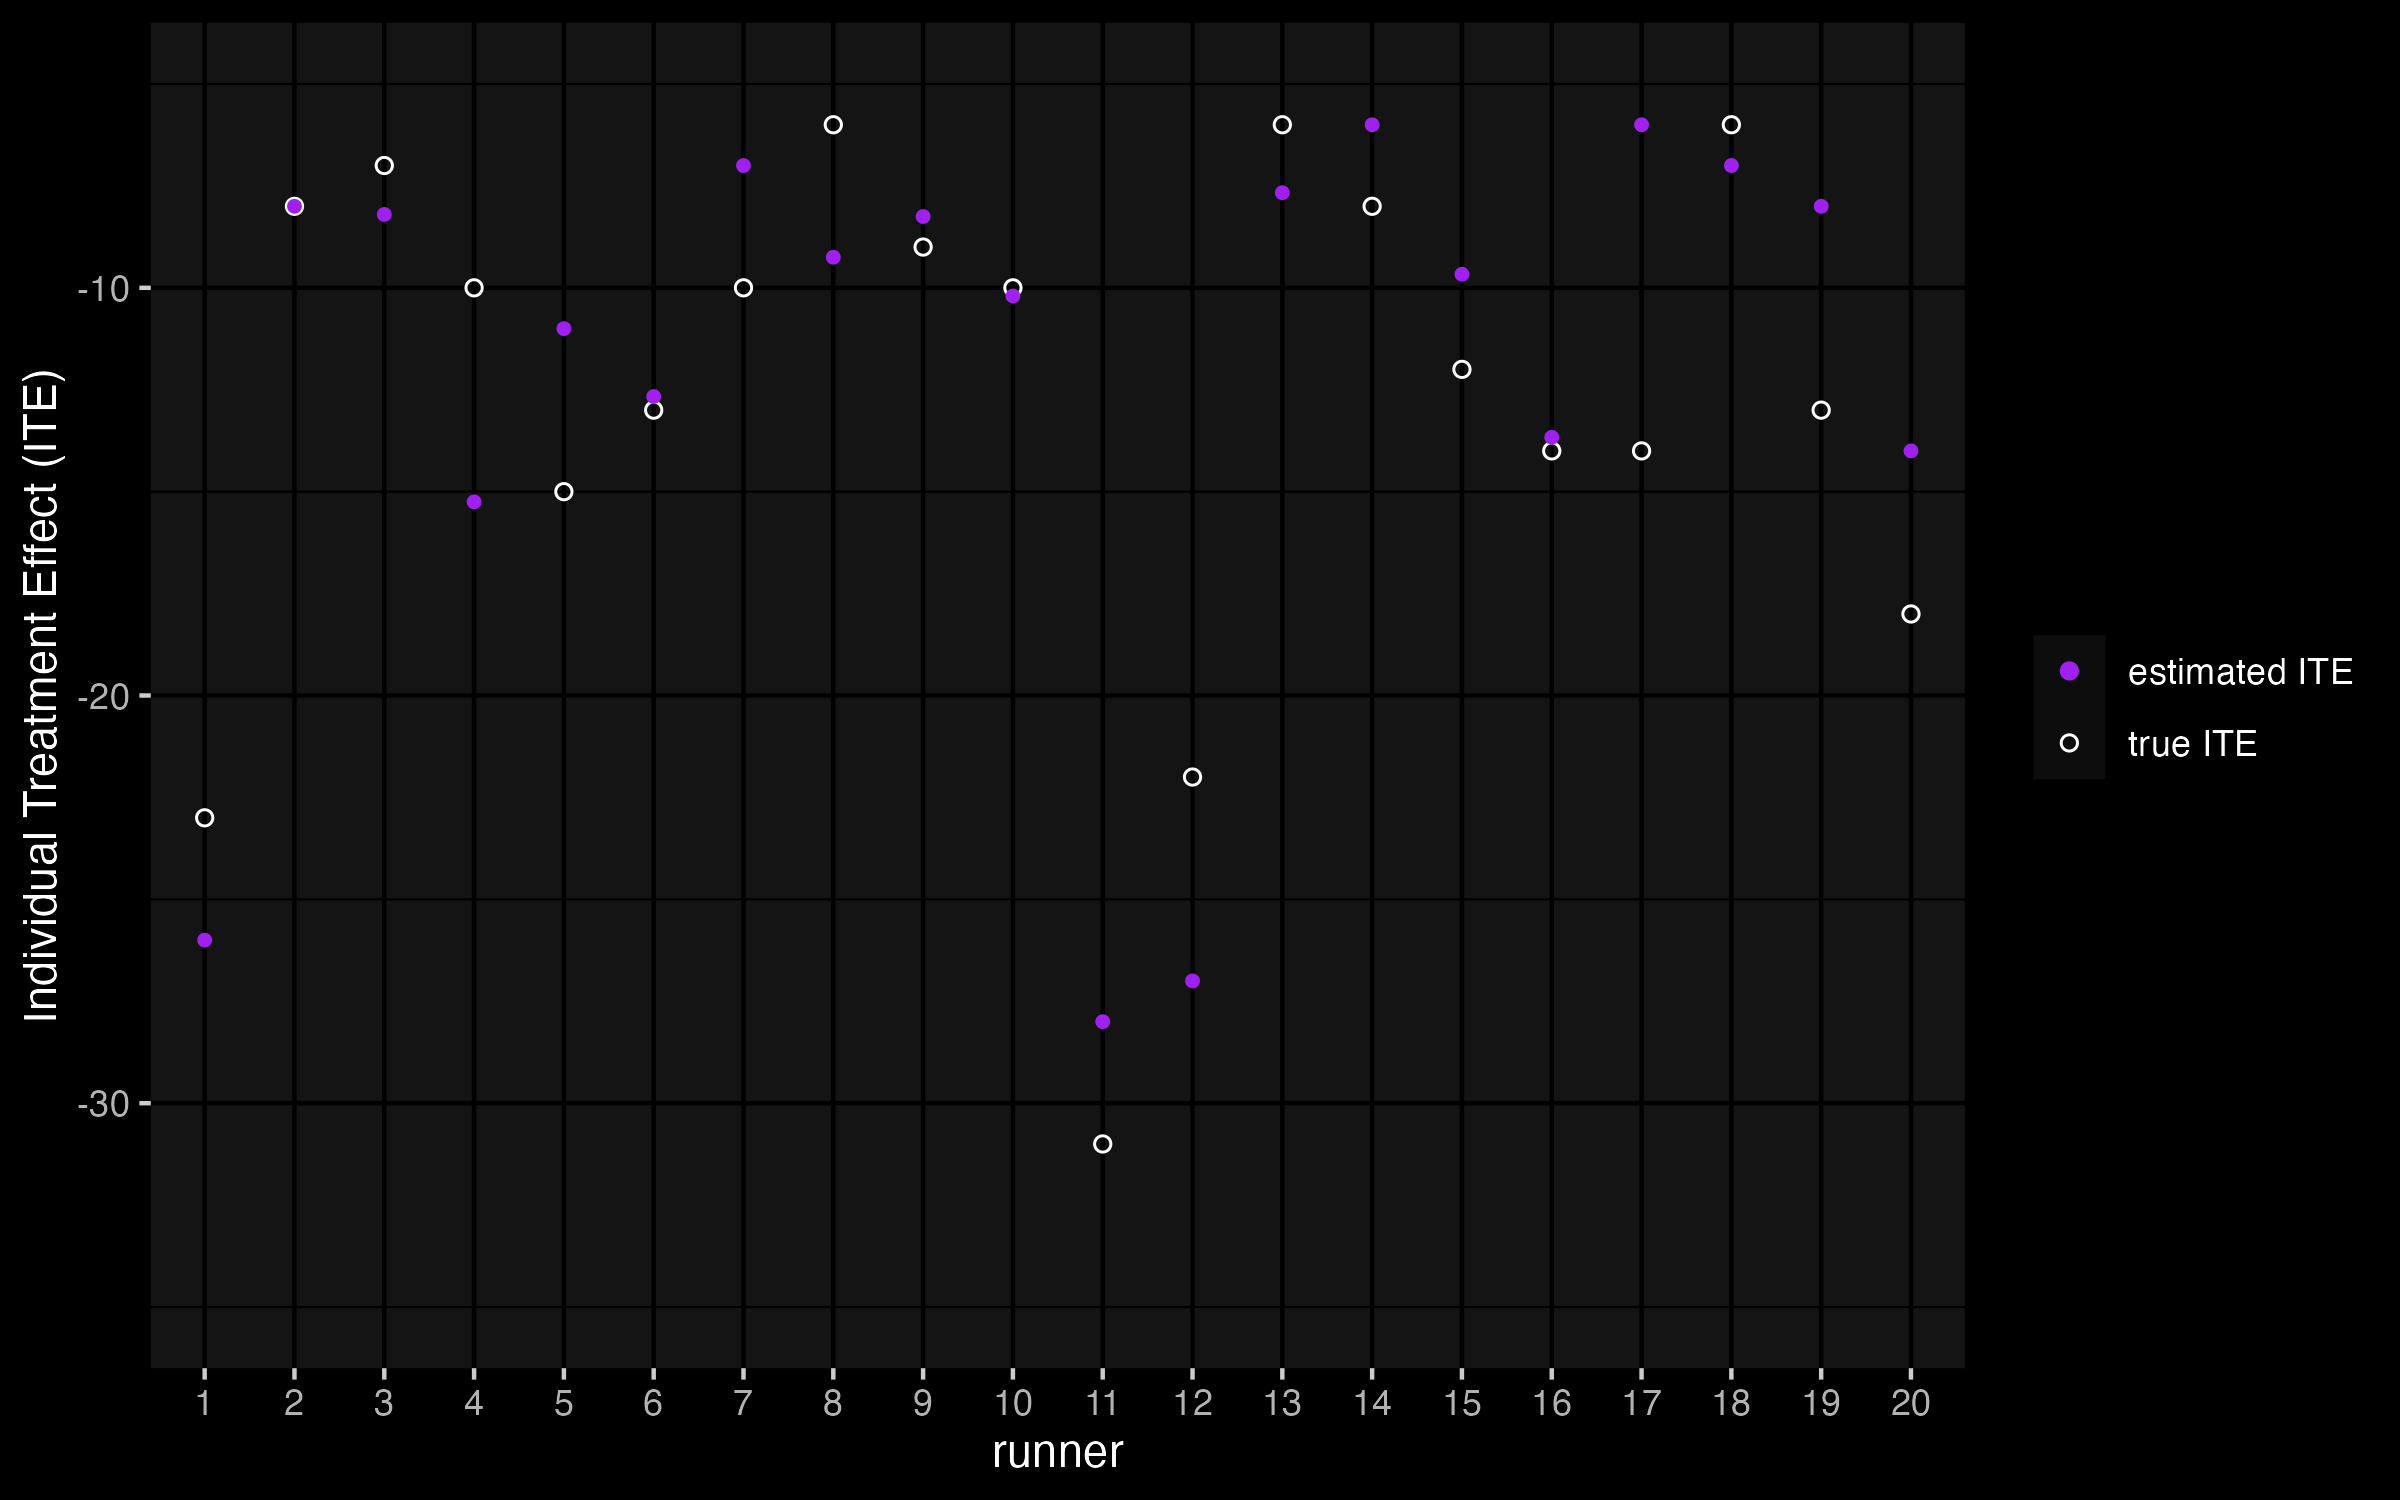 Individual Treatment Effect (ITE)
-10
-20
-30
1 2 3 4 5 6 7 8 9 10 11 12 13 14 15 16 17 18 19 20
runner
estimated ITE
true ITE